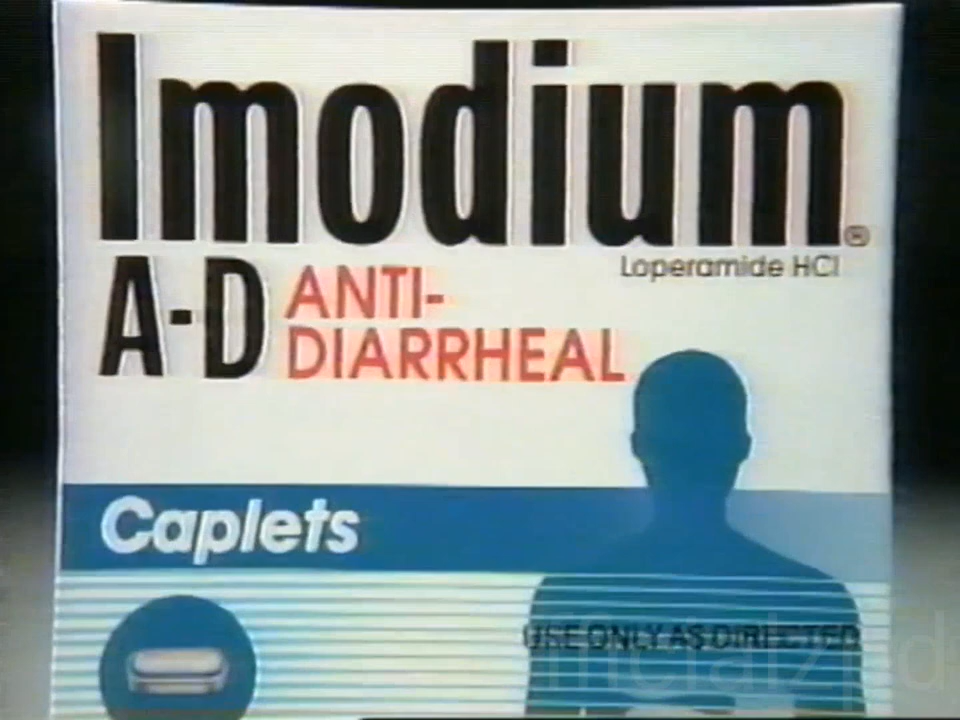 Imodium®
Loperamide HCl
A-D ANTI-
DIARRHEAL
Caplets
USE ONLY AS DIRECTED